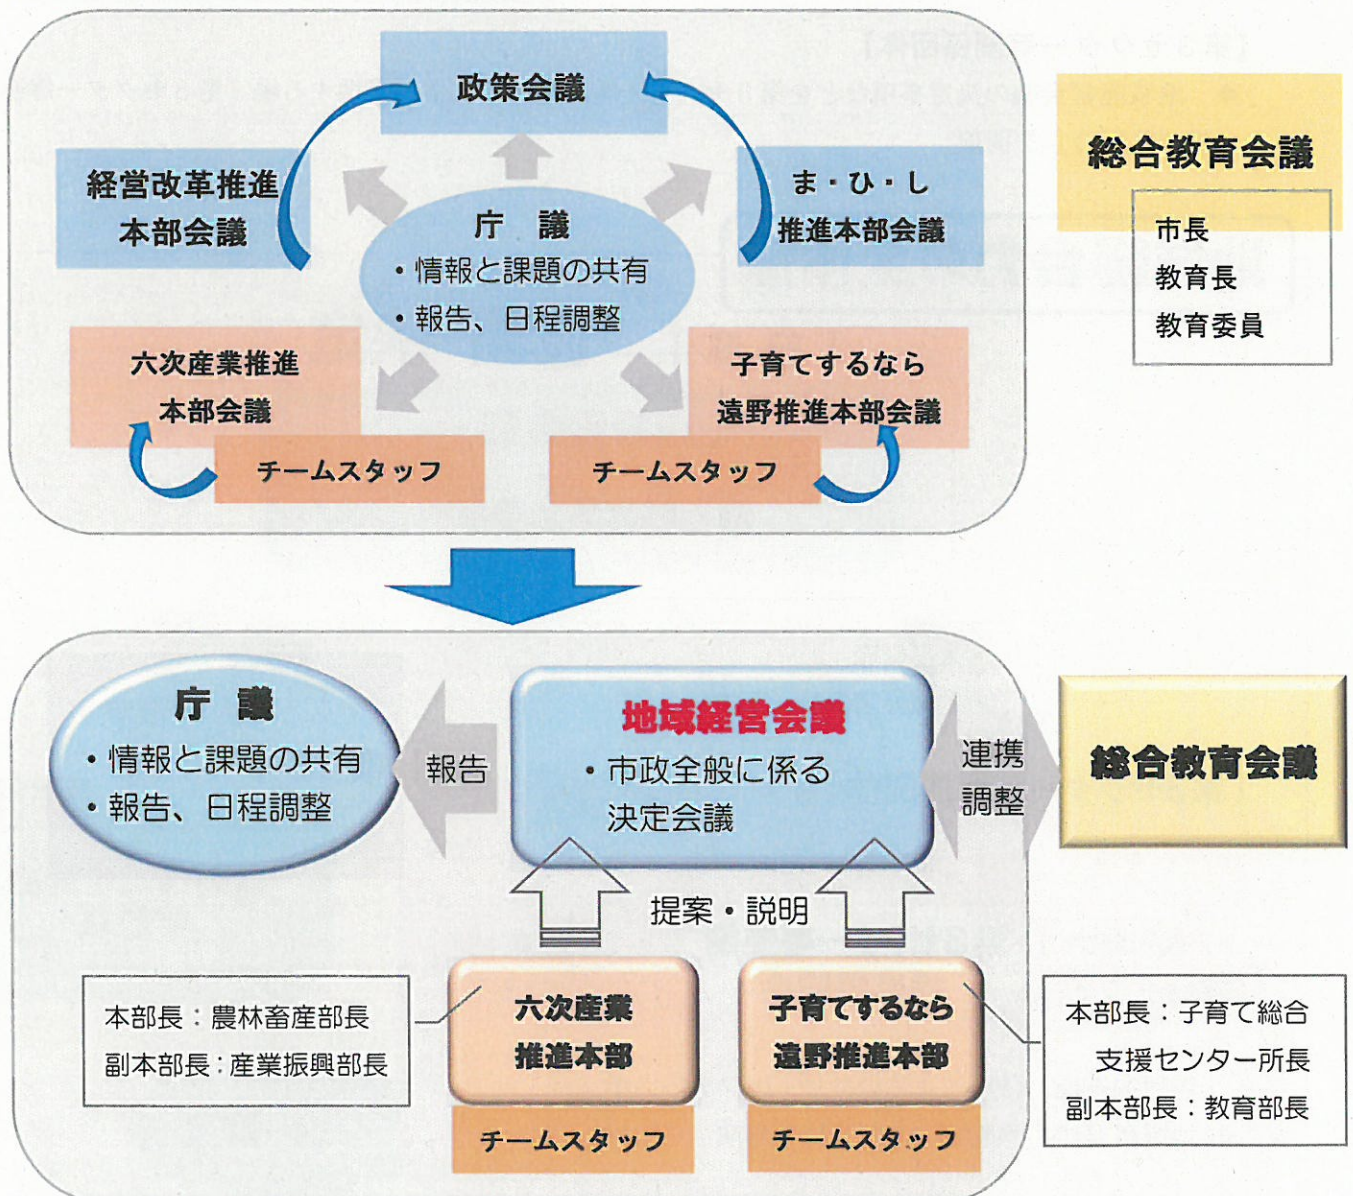 政策会議
経営改革推進
本部会議
ま・ひ・し
推進本部会議
庁 議
・情報と課題の共有
・報告、日程調整
六次産業推進
本部会議
チームスタッフ
子育てするなら
遠野推進本部会議
チームスタッフ
総合教育会議
市長
教育長
教育委員
庁 議
・情報と課題の共有
・報告、日程調整
報告
地域経営会議
・市政全般に係る
決定会議
連携
調整
総合教育会議
提案・説明
本部長：農林畜産部長
副本部長：産業振興部長
六次産業
推進本部
チームスタッフ
子育てするなら
遠野推進本部
チームスタッフ
本部長：子育て総合
支援センター所長
副本部長：教育部長